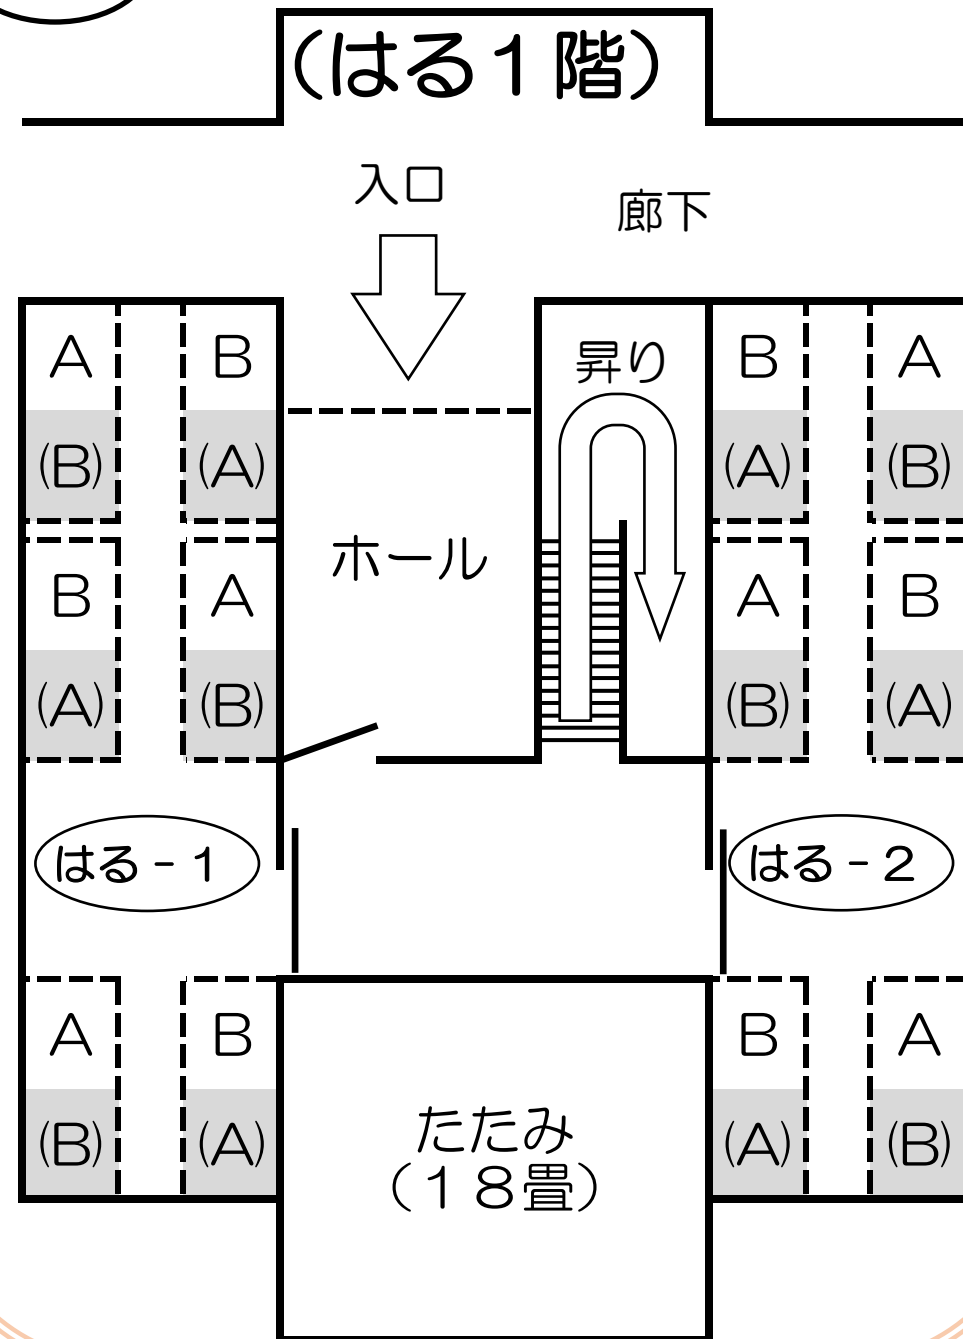 (はる１階)
入口
廊下
A B 昇り B A
(B) (A) (A) (B)
ホール
B A A B
(A) (B) (B) (A)
はる-１ はる-２
A B B A
(B) (A) (A) (B)
たたみ
(１８畳)